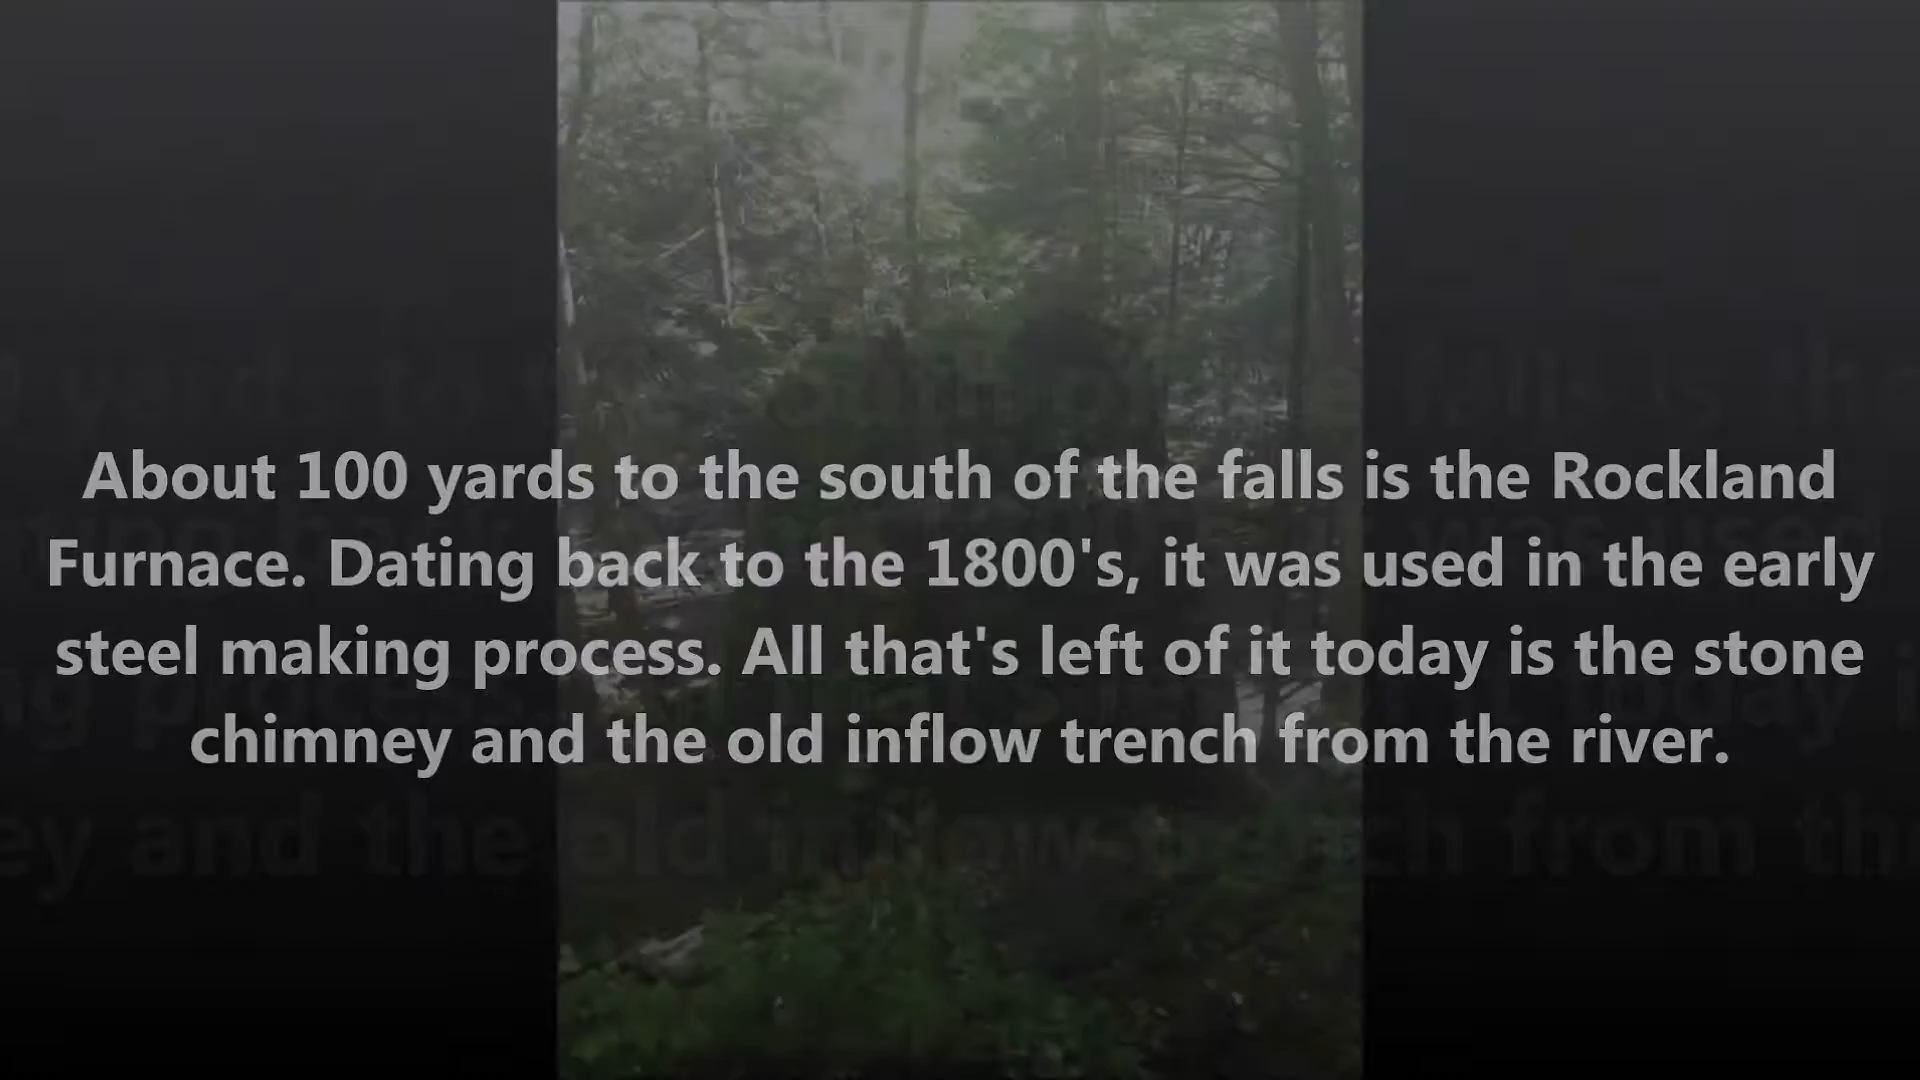 About 100 yards to the south of the falls is the Rockland
Furnace. Dating back to the 1800's, it was used in the early
steel making process. All that's left of it today is the stone
chimney and the old inflow trench from the river.